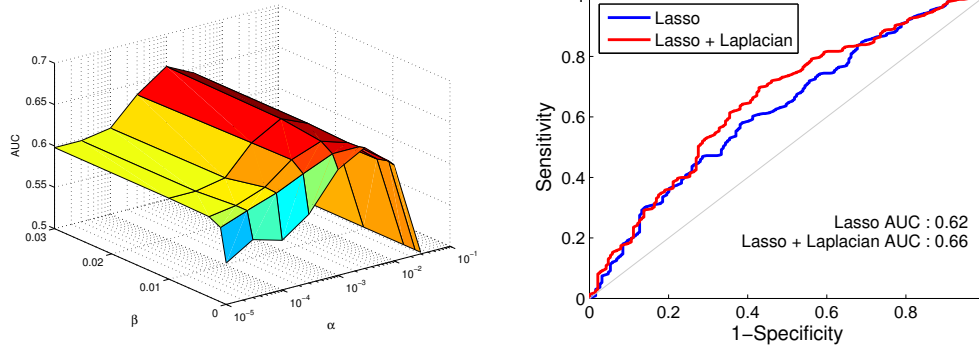 0.7
0.65
0.6
0.55
0.5
AUC
0.03
0.02
0.01
0
β
10^-5
10^-4
10^-3
10^-2
10^-1
α
Lasso
Lasso + Laplacian
0.8
0.6
0.4
0.2
0
Sensitivity
Lasso AUC : 0.62
Lasso + Laplacian AUC : 0.66
0 0.2 0.4 0.6 0.8
1−Specificity